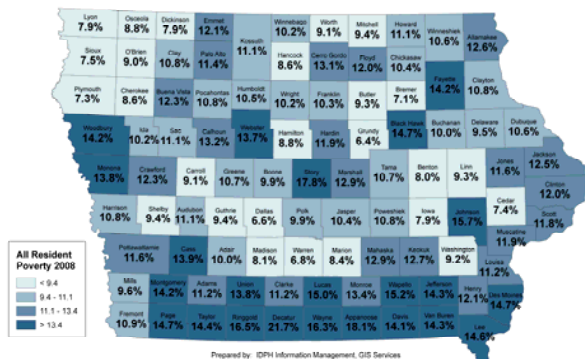 Lyon Osceola Dickinson Emmet Winnebago Worth Mitchell Howard Winneshiek Allamakee
7.9% 8.8% 7.9% 12.1% 10.2% 9.1% 9.4% 11.1% 10.6% 12.6%
Kossuth
11.1%
Sioux O'Brien Clay Palo Alto Hancock Cerro Gordo Floyd Chickasaw
7.5% 9.0% 10.8% 11.4% 8.6% 13.1% 12.0% 10.4%
Fayette Clayton
14.2% 10.8%
Plymouth Cherokee Buena Vista Pocahontas Humboldt Wright Franklin Butler Bremer
7.3% 8.6% 12.3% 10.8% 10.5% 10.2% 10.3% 9.3% 7.1%
Woodbury Ida Sac Calhoun Webster Hamilton Hardin Grundy Black Hawk Buchanan Delaware Dubuque
14.2% 10.2% 11.1% 13.2% 13.7% 8.8% 11.9% 6.4% 14.7% 10.0% 9.5% 10.6%
Monona Crawford Carroll Greene Boone Story Marshall Tama Benton Linn Jones Jackson
13.8% 12.3% 9.1% 10.7% 9.9% 17.8% 12.9% 10.7% 8.0% 9.3% 11.6% 12.5%
Clinton
12.0%
Harrison Shelby Audubon Guthrie Dallas Polk Jasper Poweshiek Iowa Johnson Cedar Scott
10.8% 9.4% 11.1% 9.4% 6.6% 9.9% 10.4% 10.8% 7.9% 15.7% 7.4% 11.8%
Muscatine
11.9%
Pottawattamie Cass Adair Madison Warren Marion Mahaska Keokuk Washington
11.6% 13.9% 10.0% 8.1% 6.8% 8.4% 12.9% 12.7% 9.2%
Louisa
11.2%
Mills Montgomery Adams Union Clarke Lucas Monroe Wapello Jefferson Henry Des Moines
9.6% 14.2% 11.2% 13.8% 11.2% 15.0% 13.4% 15.2% 14.3% 12.1% 14.7%
Fremont Page Taylor Ringgold Decatur Wayne Appanoose Davis Van Buren Lee
10.9% 14.7% 14.4% 16.5% 21.7% 16.3% 18.1% 14.1% 14.3% 14.6%
All Resident
Poverty 2008
< 9.4
9.4 - 11.1
11.1 - 13.4
> 13.4
Prepared by: IDPH Information Management, GIS Services